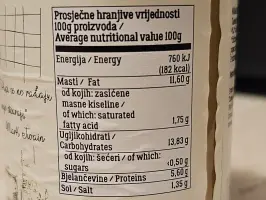 Prosječne hranjive vrijednosti
100g proizvoda /
Average nutritional value 100g
Energija / Energy 760 kJ
(182 kcal)
Masti / Fat 11,60 g
od kojih: zasićene
masne kiseline /
of which: saturated
fatty acid 1,75 g
Ugljikohidrati /
Carbohydrates 13,83 g
od kojih: šećeri / of which:
sugars <0,50 g
Bjelančevine / Proteins 5,60 g
Sol / Salt 1,35 g